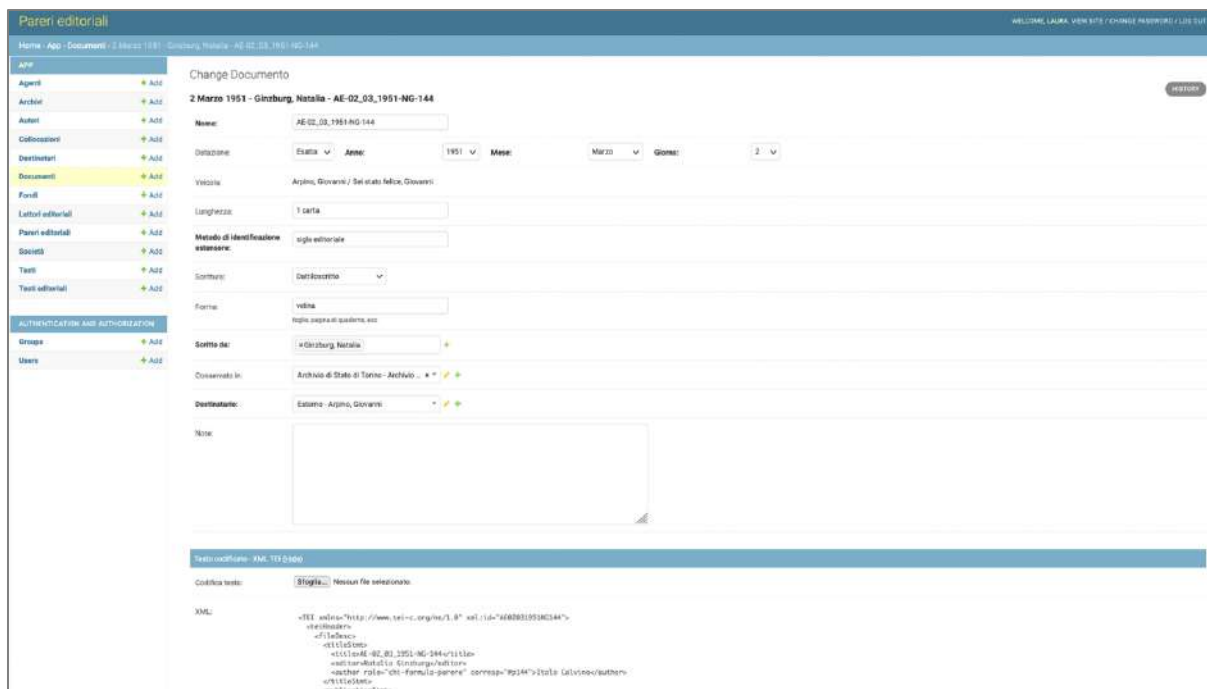 Pareri editoriali
WELCOME, LAURA. VIEW SITE / CHANGE PASSWORD / LOG OUT
Home › App › Documenti › 2 Marzo 1951 - Ginzburg, Natalia - AE-02_03_1951-NG-144
APP
Agenti + Add
Archivi + Add
Autori + Add
Collocazioni + Add
Destinatari + Add
Documenti + Add
Fondi + Add
Lettori editoriali + Add
Pareri editoriali + Add
Società + Add
Testi + Add
Testi editoriali + Add
AUTHENTICATION AND AUTHORIZATION
Groups + Add
Users + Add
Change Documento
HISTORY
2 Marzo 1951 - Ginzburg, Natalia - AE-02_03_1951-NG-144
Nome: AE-02_03_1951-NG-144
Datazione: Esatta Anno: 1951 Mese: Marzo Giorno: 2
Veicola: Arpino, Giovanni / Sei stato felice, Giovanni
Lunghezza: 1 carta
Metodo di identificazione estensore: sigla editoriale
Scrittura: Dattiloscritto
Forma: velina
foglio, pagina di quaderno, ecc
Scritto da: × Ginzburg, Natalia
Conservato in: Archivio di Stato di Torino - Archivio ...
Destinatario: Esterno - Arpino, Giovanni
Note:
Testo codificato - XML TEI (Hide)
Codifica testo: Sfoglia... Nessun file selezionato.
XML:
<TEI xmlns="http://www.tei-c.org/ns/1.0" xml:id="AE02031951NG144">
<teiHeader>
<fileDesc>
<titleStmt>
<title>AE-02_03_1951-NG-144</title>
<editor>Natalia Ginzburg</editor>
<author role="chi-formula-parere" corresp="#p144">Italo Calvino</author>
</titleStmt>